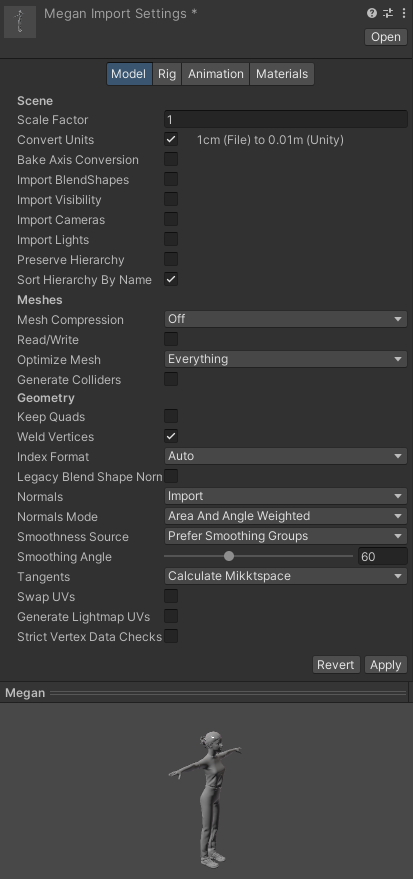 Megan Import Settings *
Open
Model Rig Animation Materials
Scene
Scale Factor 1
Convert Units 1cm (File) to 0.01m (Unity)
Bake Axis Conversion
Import BlendShapes
Import Visibility
Import Cameras
Import Lights
Preserve Hierarchy
Sort Hierarchy By Name
Meshes
Mesh Compression Off
Read/Write
Optimize Mesh Everything
Generate Colliders
Geometry
Keep Quads
Weld Vertices
Index Format Auto
Legacy Blend Shape Norn
Normals Import
Normals Mode Area And Angle Weighted
Smoothness Source Prefer Smoothing Groups
Smoothing Angle 60
Tangents Calculate Mikktspace
Swap UVs
Generate Lightmap UVs
Strict Vertex Data Checks
Revert Apply
Megan